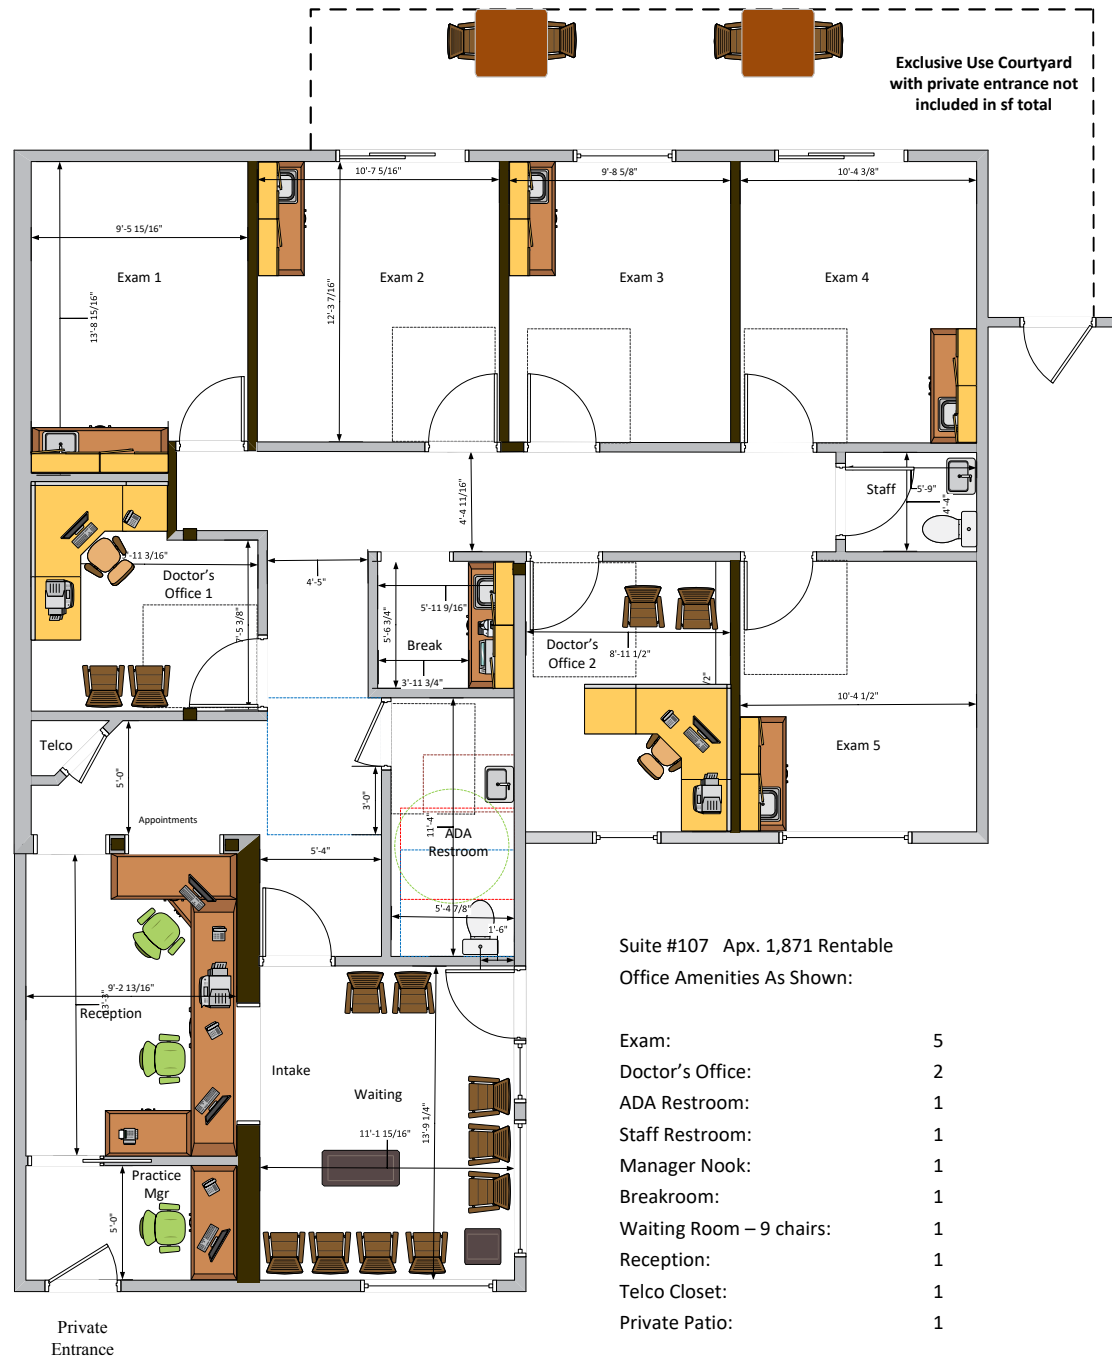 Exclusive Use Courtyard
with private entrance not
included in sf total
10'-7 5/16"
9'-8 5/8"
10'-4 3/8"
9'-5 15/16"
Exam 1
Exam 2
Exam 3
Exam 4
13'-8 15/16"
12'-3 7/16"
4'-4 11/16"
Staff
5'-9"
4'-4"
-11 3/16"
Doctor's
Office 1
-5 3/8"
4'-5"
5'-11 9/16"
5'-6 3/4"
Break
3'-11 3/4"
Doctor's
Office 2
8'-11 1/2"
/2"
10'-4 1/2"
Exam 5
Telco
5'-0"
Appointments
3'-0"
11'-4"
ADA
Restroom
5'-4"
5'-4 7/8"
1'-6"
9'-2 13/16"
13'-3"
Reception
Intake
Waiting
11'-1 15/16"
13'-9 1/4"
Practice
Mgr
5'-0"
Private
Entrance
Suite #107 Apx. 1,871 Rentable
Office Amenities As Shown:
Exam: 5
Doctor's Office: 2
ADA Restroom: 1
Staff Restroom: 1
Manager Nook: 1
Breakroom: 1
Waiting Room – 9 chairs: 1
Reception: 1
Telco Closet: 1
Private Patio: 1